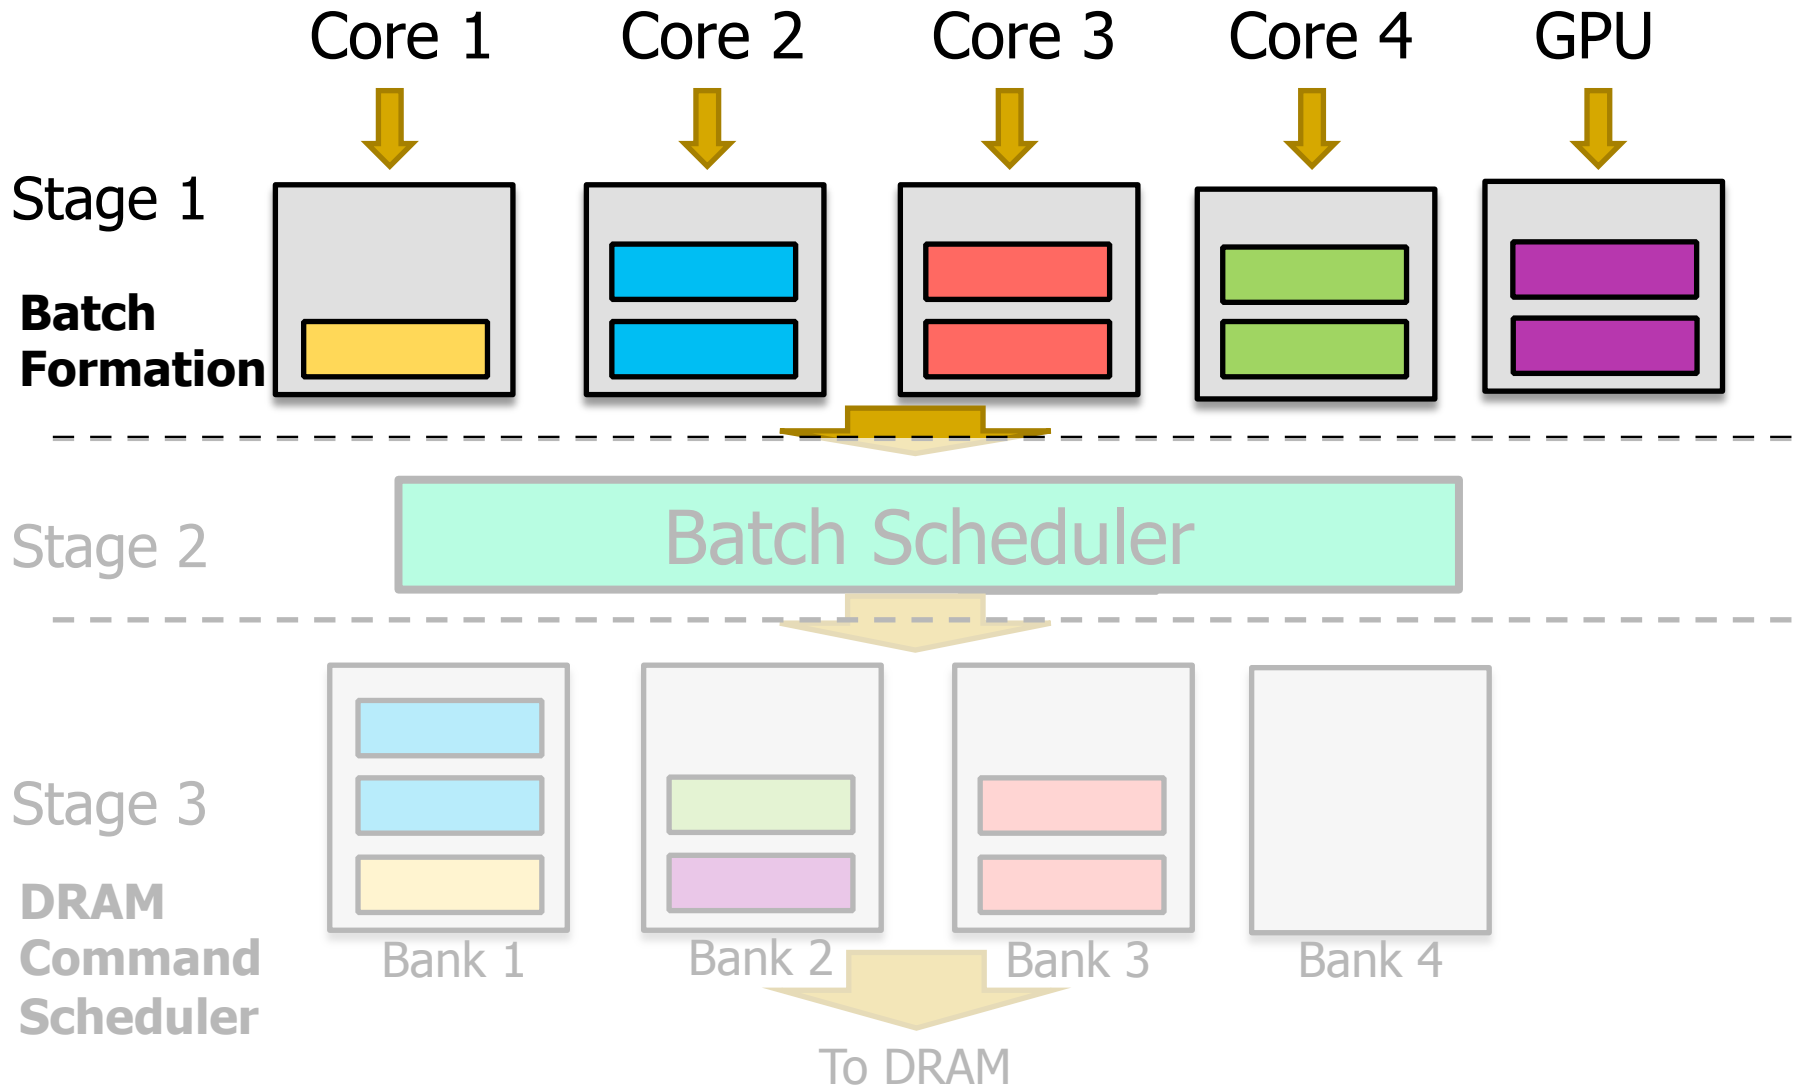 Core 1
Core 2
Core 3
Core 4
GPU
Stage 1
Batch
Formation
Stage 2
Batch Scheduler
Stage 3
DRAM
Command
Scheduler
Bank 1
Bank 2
Bank 3
Bank 4
To DRAM